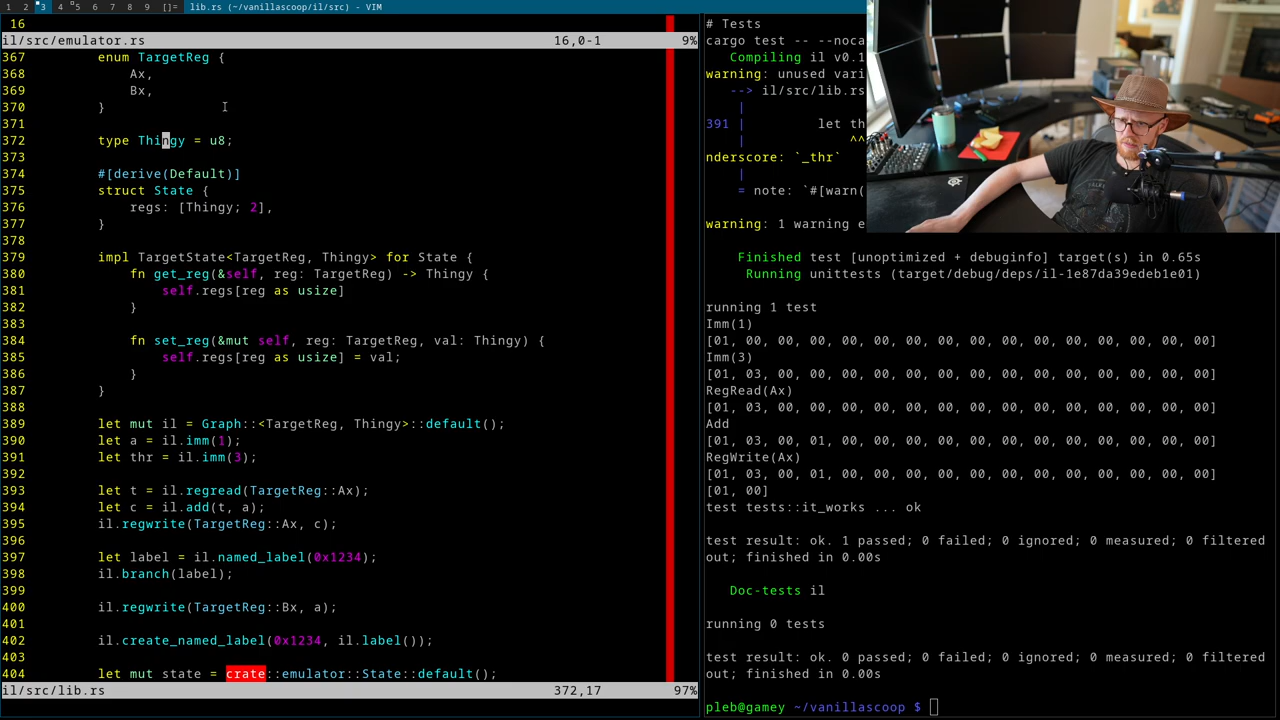 1 2 3 4 5 6 7 8 9 []= lib.rs (~/vanillascoop/il/src) - VIM
16
il/src/emulator.rs 16,0-1 9%
367 enum TargetReg {
368 Ax,
369 Bx,
370 }
371
372 type Thingy = u8;
373
374 #[derive(Default)]
375 struct State {
376 regs: [Thingy; 2],
377 }
378
379 impl TargetState<TargetReg, Thingy> for State {
380 fn get_reg(&self, reg: TargetReg) -> Thingy {
381 self.regs[reg as usize]
382 }
383
384 fn set_reg(&mut self, reg: TargetReg, val: Thingy) {
385 self.regs[reg as usize] = val;
386 }
387 }
388
389 let mut il = Graph::<TargetReg, Thingy>::default();
390 let a = il.imm(1);
391 let thr = il.imm(3);
392
393 let t = il.regread(TargetReg::Ax);
394 let c = il.add(t, a);
395 il.regwrite(TargetReg::Ax, c);
396
397 let label = il.named_label(0x1234);
398 il.branch(label);
399
400 il.regwrite(TargetReg::Bx, a);
401
402 il.create_named_label(0x1234, il.label());
403
404 let mut state = crate::emulator::State::default();
il/src/lib.rs 372,17 97%
# Tests
cargo test -- --noca
Compiling il v0.1
warning: unused vari
--> il/src/lib.rs
|
391 | let th
| ^^
nderscore: `_thr`
|
= note: `#[warn(
warning: 1 warning e
Finished test [unoptimized + debuginfo] target(s) in 0.65s
Running unittests (target/debug/deps/il-1e87da39edeb1e01)
running 1 test
Imm(1)
[01, 00, 00, 00, 00, 00, 00, 00, 00, 00, 00, 00, 00, 00, 00, 00]
Imm(3)
[01, 03, 00, 00, 00, 00, 00, 00, 00, 00, 00, 00, 00, 00, 00, 00]
RegRead(Ax)
[01, 03, 00, 00, 00, 00, 00, 00, 00, 00, 00, 00, 00, 00, 00, 00]
Add
[01, 03, 00, 01, 00, 00, 00, 00, 00, 00, 00, 00, 00, 00, 00, 00]
RegWrite(Ax)
[01, 03, 00, 01, 00, 00, 00, 00, 00, 00, 00, 00, 00, 00, 00, 00]
[01, 00]
test tests::it_works ... ok
test result: ok. 1 passed; 0 failed; 0 ignored; 0 measured; 0 filtered
out; finished in 0.00s
Doc-tests il
running 0 tests
test result: ok. 0 passed; 0 failed; 0 ignored; 0 measured; 0 filtered
out; finished in 0.00s
pleb@gamey ~/vanillascoop $